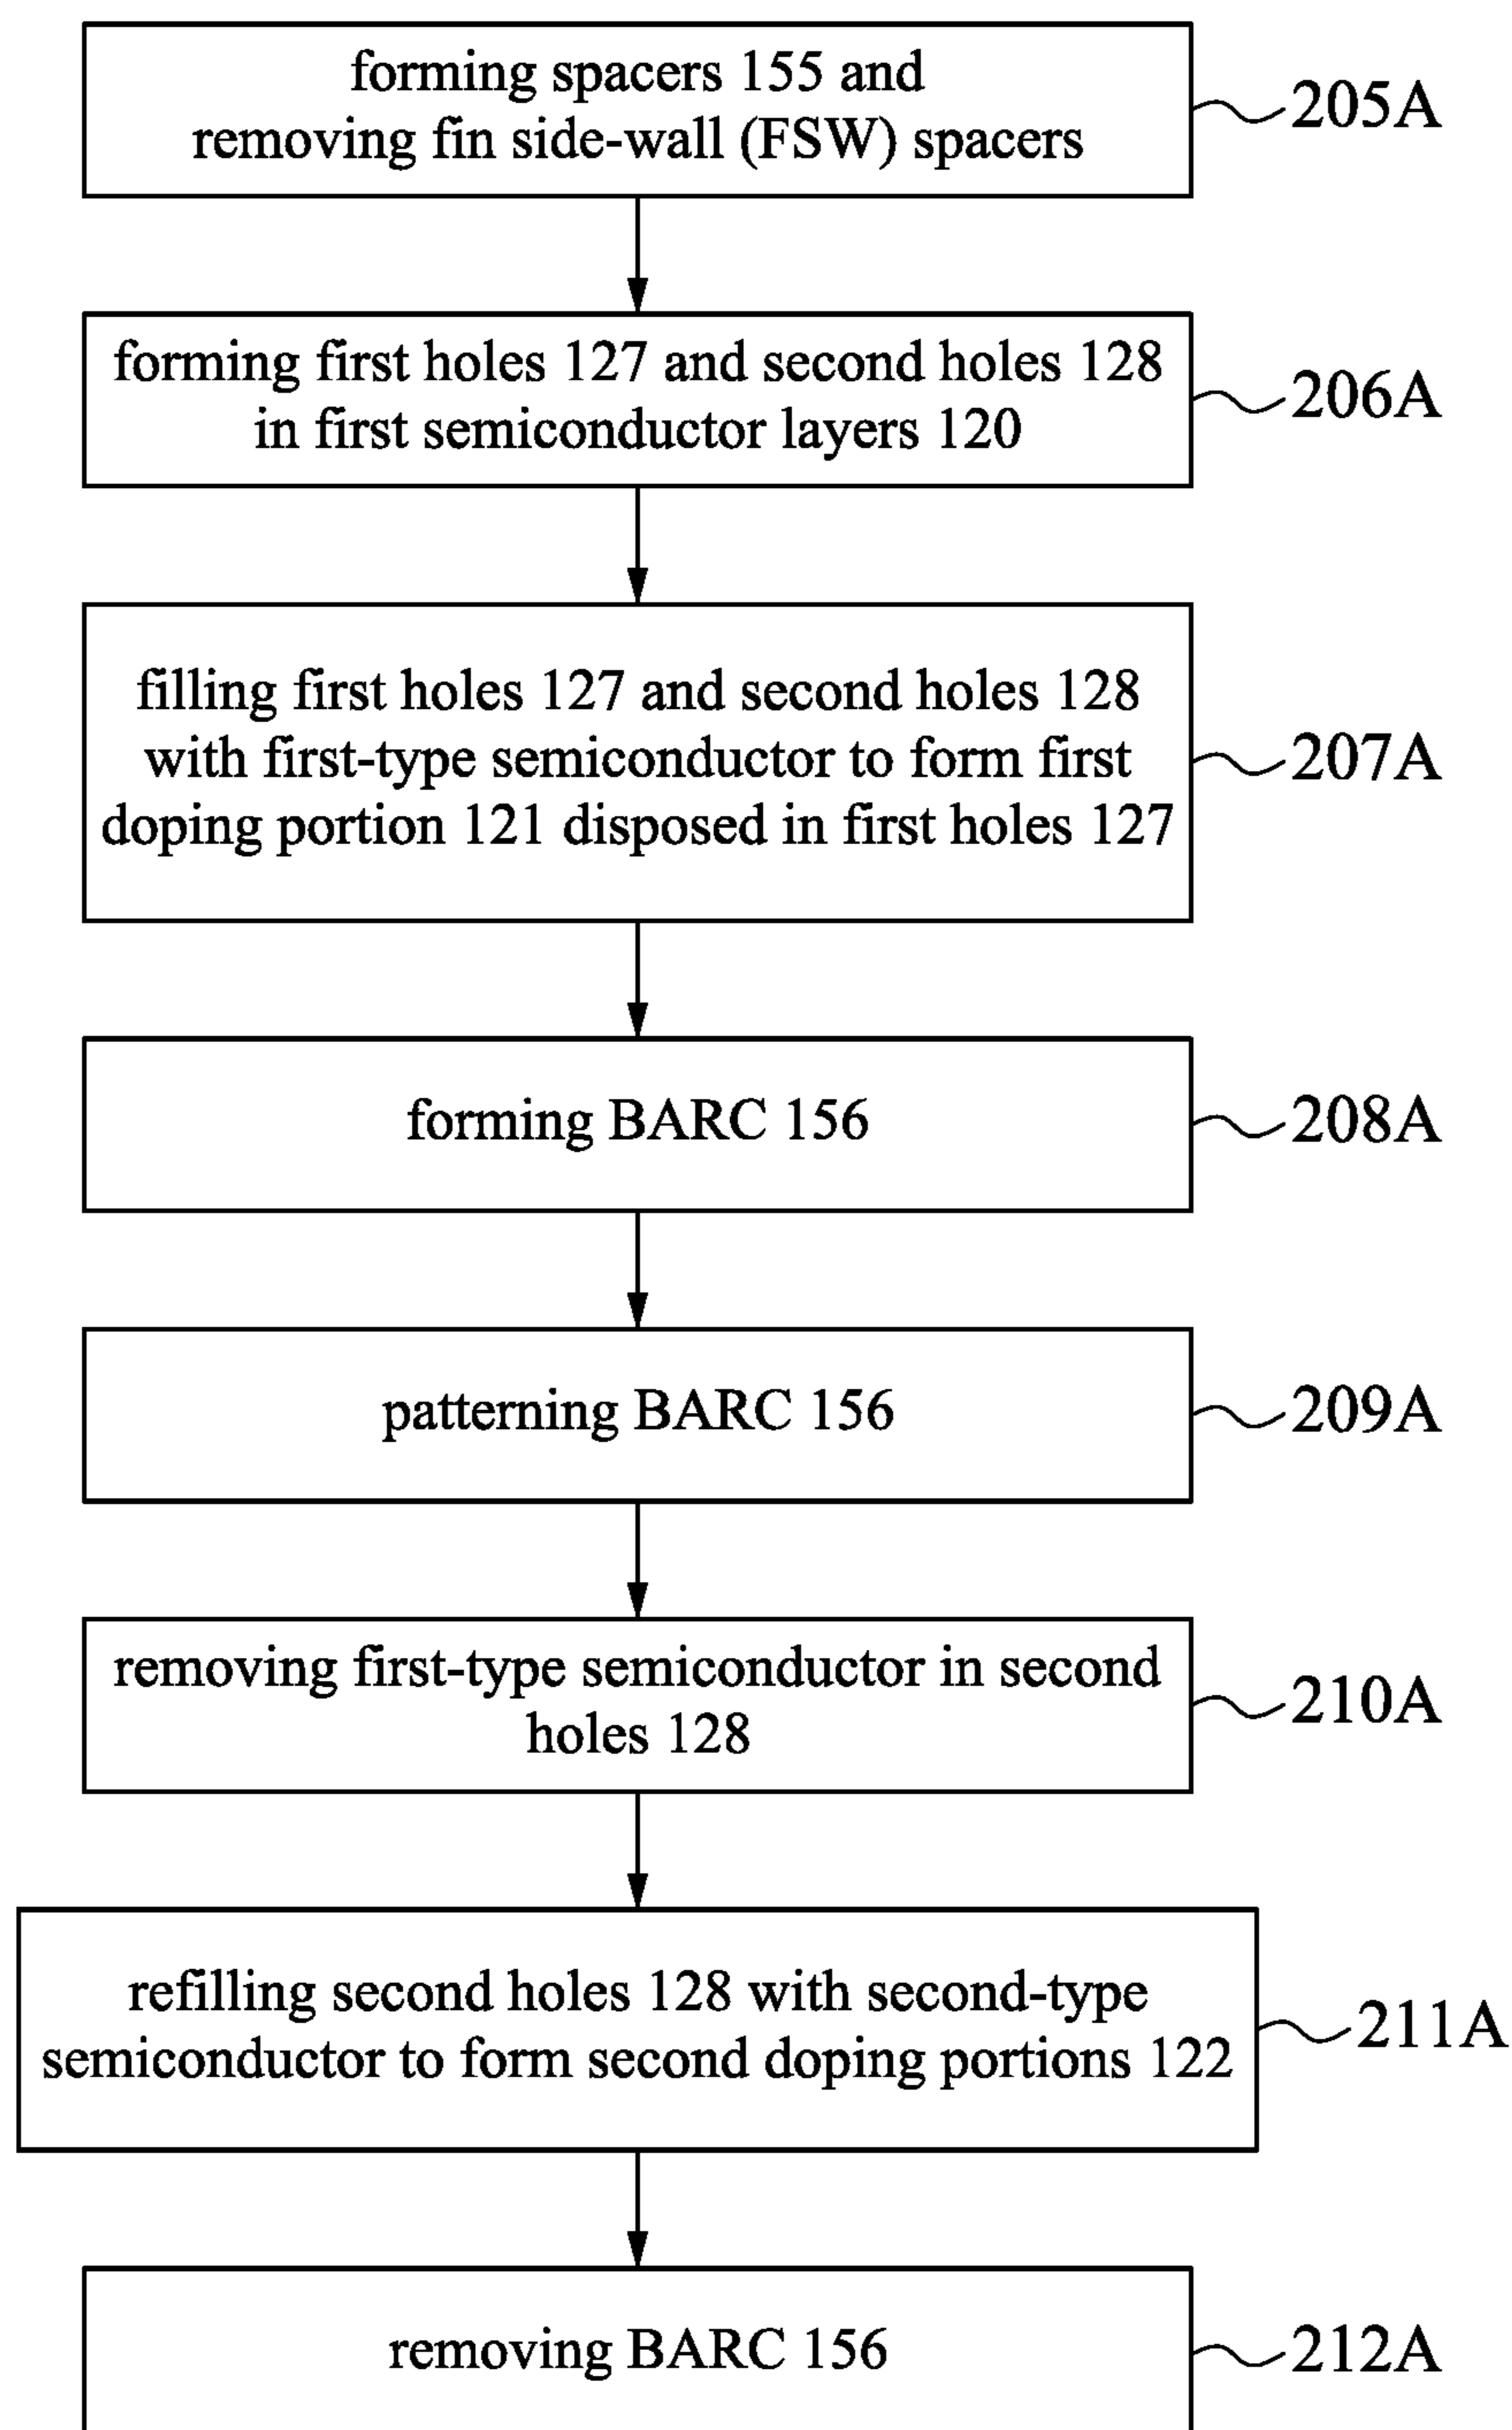 forming spacers 155 and
removing fin side-wall (FSW) spacers
205A
forming first holes 127 and second holes 128
in first semiconductor layers 120
206A
filling first holes 127 and second holes 128
with first-type semiconductor to form first
doping portion 121 disposed in first holes 127
207A
forming BARC 156
208A
patterning BARC 156
209A
removing first-type semiconductor in second
holes 128
210A
refilling second holes 128 with second-type
semiconductor to form second doping portions 122
211A
removing BARC 156
212A